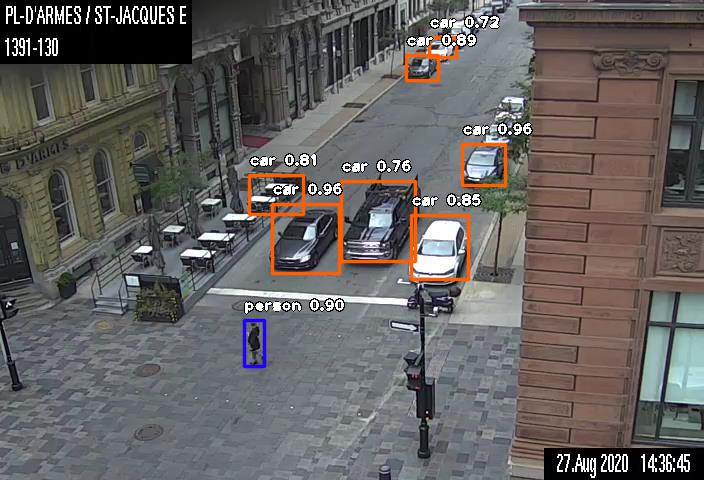 PL-D'ARMES / ST-JACQUES E
1391-130
car 0.72
car 0.89
car 0.96
car 0.81
car 0.76
car 0.96
car 0.85
person 0.90
D'ARMES
27.Aug 2020 14:36:45